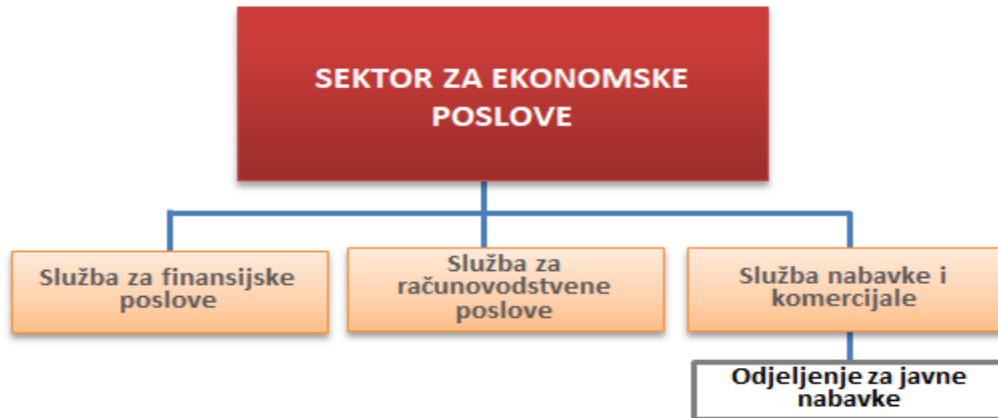 SEKTOR ZA EKONOMSKE
POSLOVE
Služba za finansijske
poslove
Služba za
računovodstvene
poslove
Služba nabavke i
komercijale
Odjeljenje za javne
nabavke